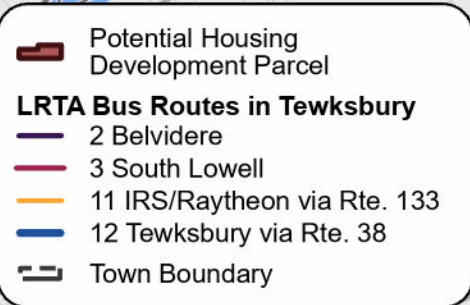 Potential Housing
Development Parcel
LRTA Bus Routes in Tewksbury
2 Belvidere
3 South Lowell
11 IRS/Raytheon via Rte. 133
12 Tewksbury via Rte. 38
Town Boundary